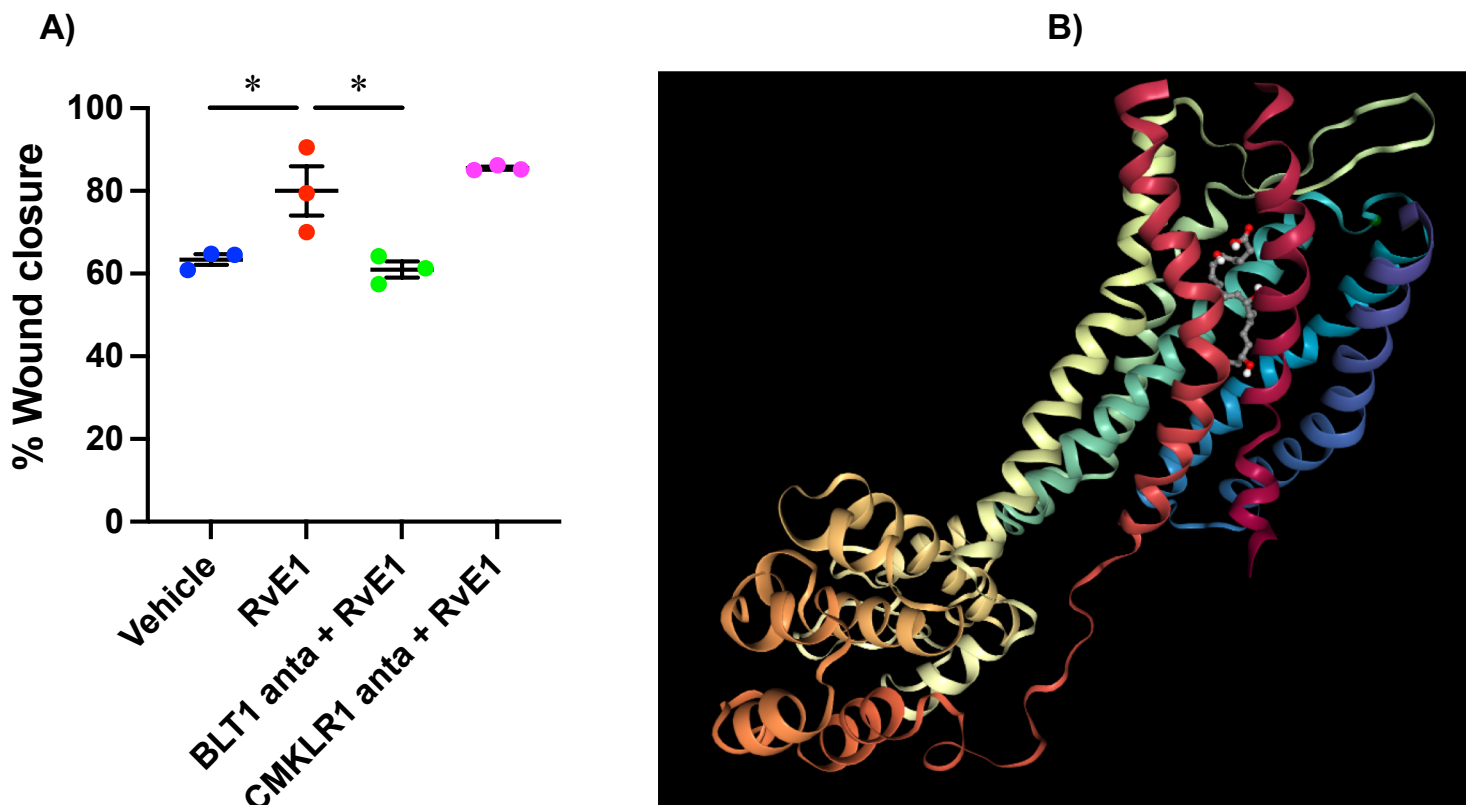 A)
B)
*
*
% Wound closure
100
80
60
40
20
0
Vehicle
RvE1
BLT1 anta + RvE1
CMKLR1 anta + RvE1